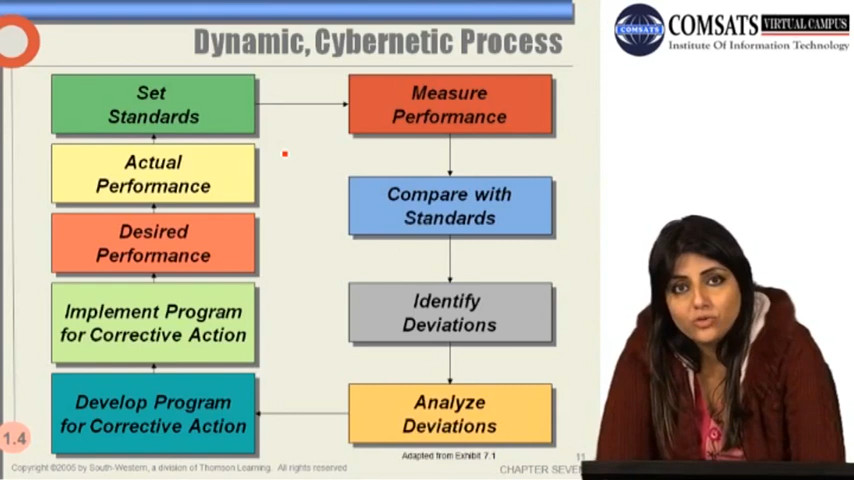 Dynamic, Cybernetic Process
COMSATS
COMSATS VIRTUAL CAMPUS
Institute Of Information Technology
Set
Standards
Measure
Performance
Actual
Performance
Compare with
Standards
Desired
Performance
Identify
Deviations
Implement Program
for Corrective Action
Develop Program
for Corrective Action
Analyze
Deviations
1.4
Adapted from Exhibit 7.1
11
Copyright ©2005 by South-Western, a division of Thomson Learning. All rights reserved
CHAPTER SEVEN